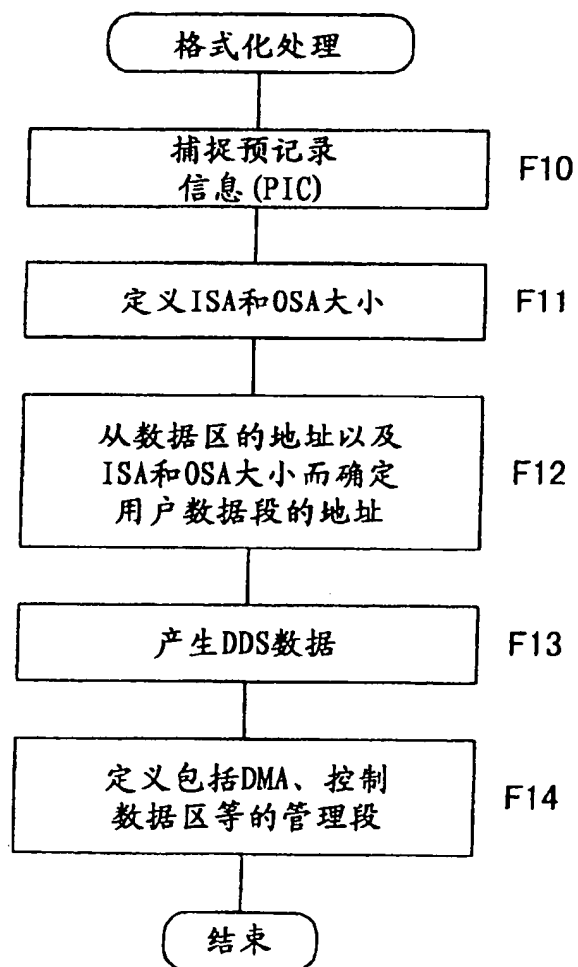 格式化处理
捕捉预记录
信息(PIC)
F10
定义ISA和OSA大小
F11
从数据区的地址以及
ISA和OSA大小而确定
用户数据段的地址
F12
产生DDS数据
F13
定义包括DMA、控制
数据区等的管理段
F14
结束